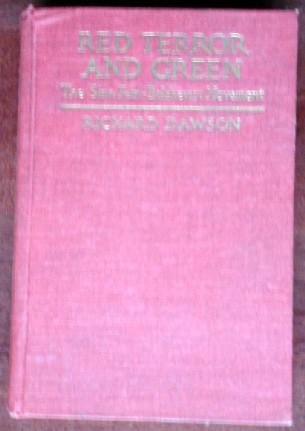 RED TERROR
AND GREEN
The Sinn Fein-Bolshevist Movement
RICHARD DAWSON